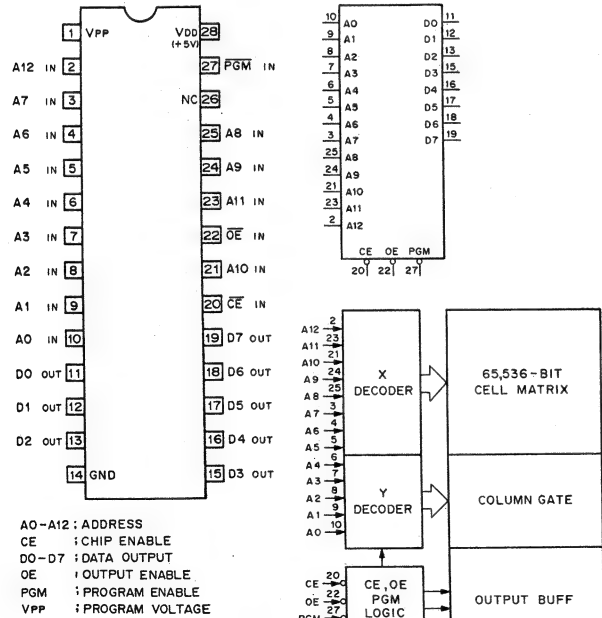 1 VPP VDD 28
(+5V)
A12 IN 2 27 PGM IN
A7 IN 3 NC 26
A6 IN 4 25 A8 IN
A5 IN 5 24 A9 IN
A4 IN 6 23 A11 IN
A3 IN 7 22 OE IN
A2 IN 8 21 A10 IN
A1 IN 9 20 CE IN
A0 IN 10 19 D7 OUT
D0 OUT 11 18 D6 OUT
D1 OUT 12 17 D5 OUT
D2 OUT 13 16 D4 OUT
14 GND 15 D3 OUT
A0-A12 ; ADDRESS
CE ; CHIP ENABLE
D0-D7 ; DATA OUTPUT
OE ; OUTPUT ENABLE
PGM ; PROGRAM ENABLE
VPP ; PROGRAM VOLTAGE
10 A0 D0 11
9 A1 D1 12
8 A2 D2 13
7 A3 D3 15
6 A4 D4 16
5 A5 D5 17
4 A6 D6 18
3 A7 D7 19
25 A8
24 A9
21 A10
23 A11
2 A12
CE OE PGM
20 22 27
A12 2
A11 23
A10 21
A9 24
A8 25
A7 3
A6 4
A5 5
A4 6
A3 7
A2 8
A1 9
A0 10
X
DECODER
65,536-BIT
CELL MATRIX
Y
DECODER
COLUMN GATE
CE 20
OE 22
PGM 27
CE, OE
PGM
LOGIC
OUTPUT BUFF